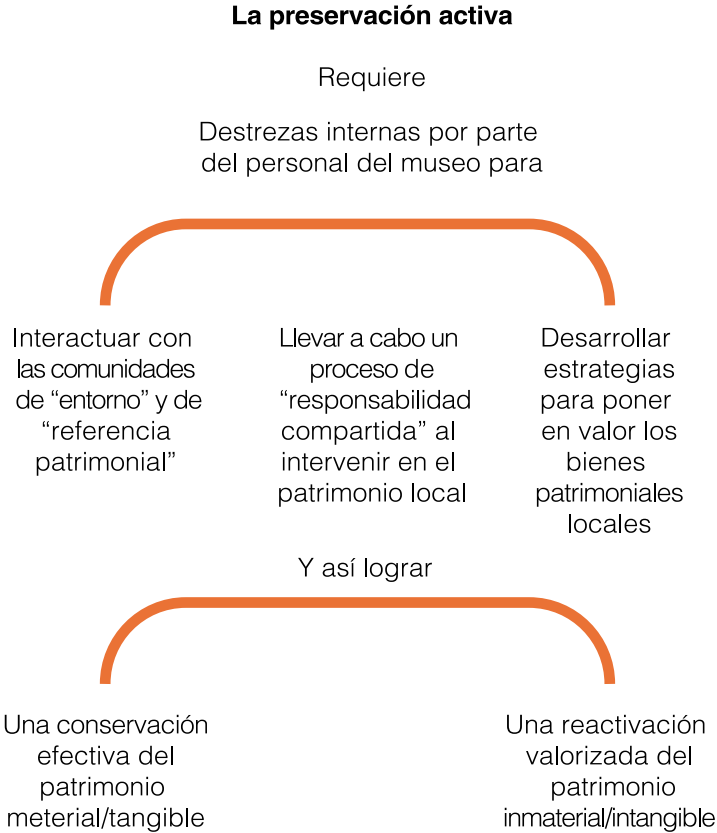 La preservación activa
Requiere
Destrezas internas por parte
del personal del museo para
Interactuar con
las comunidades
de “entorno” y de
“referencia
patrimonial”
Llevar a cabo un
proceso de
“responsabilidad
compartida” al
intervenir en el
patrimonio local
Desarrollar
estrategias
para poner
en valor los
bienes
patrimoniales
locales
Y así lograr
Una conservación
efectiva del
patrimonio
meterial/tangible
Una reactivación
valorizada del
patrimonio
inmaterial/intangible